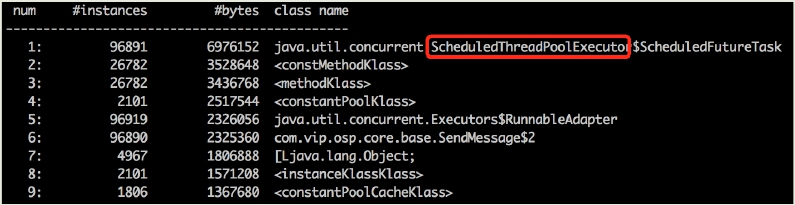 num #instances #bytes class name
----------------------------------------------
1: 96891 6976152 java.util.concurrent.ScheduledThreadPoolExecutor$ScheduledFutureTask
2: 26782 3528648 <constMethodKlass>
3: 26782 3436768 <methodKlass>
4: 2101 2517544 <constantPoolKlass>
5: 96919 2326056 java.util.concurrent.Executors$RunnableAdapter
6: 96890 2325360 com.vip.osp.core.base.SendMessage$2
7: 4967 1806888 [Ljava.lang.Object;
8: 2101 1571208 <instanceKlassKlass>
9: 1806 1367680 <constantPoolCacheKlass>